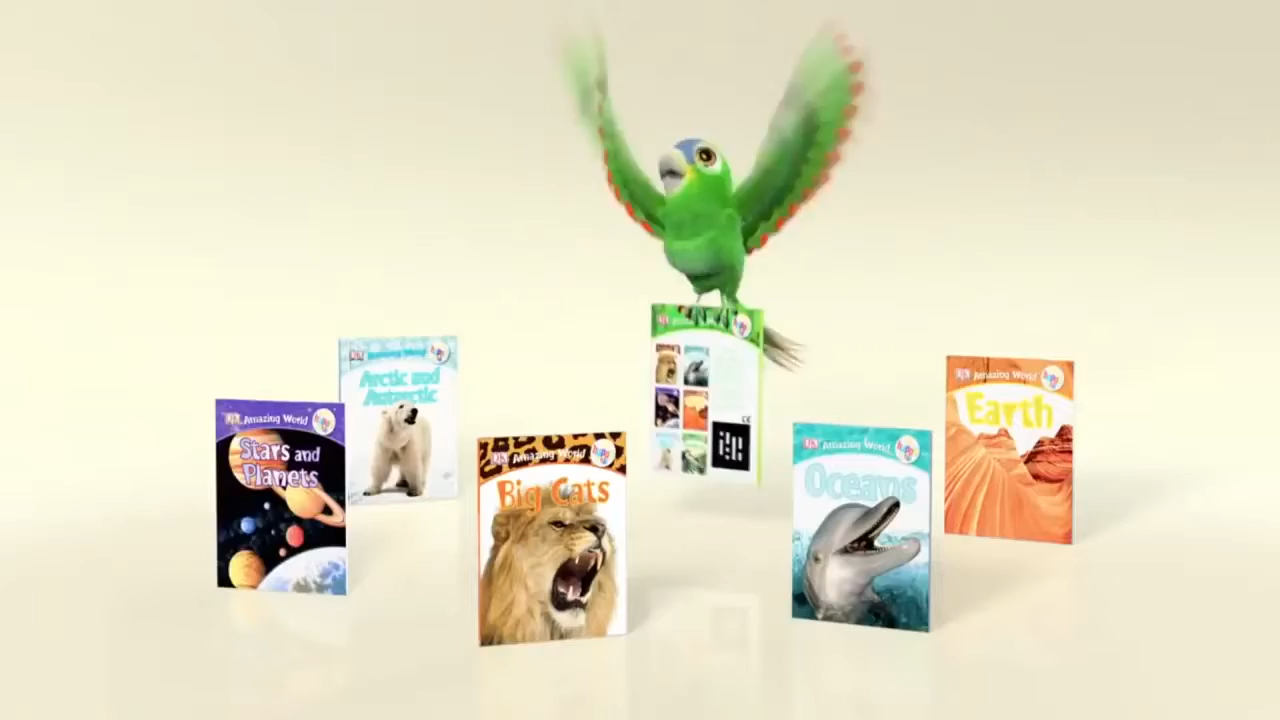 DK Amazing World
Arctic and
Antarctic
DK Amazing World
Stars and
Planets
DK Amazing World
Big Cats
DK Amazing World
Oceans
DK Amazing World
Earth